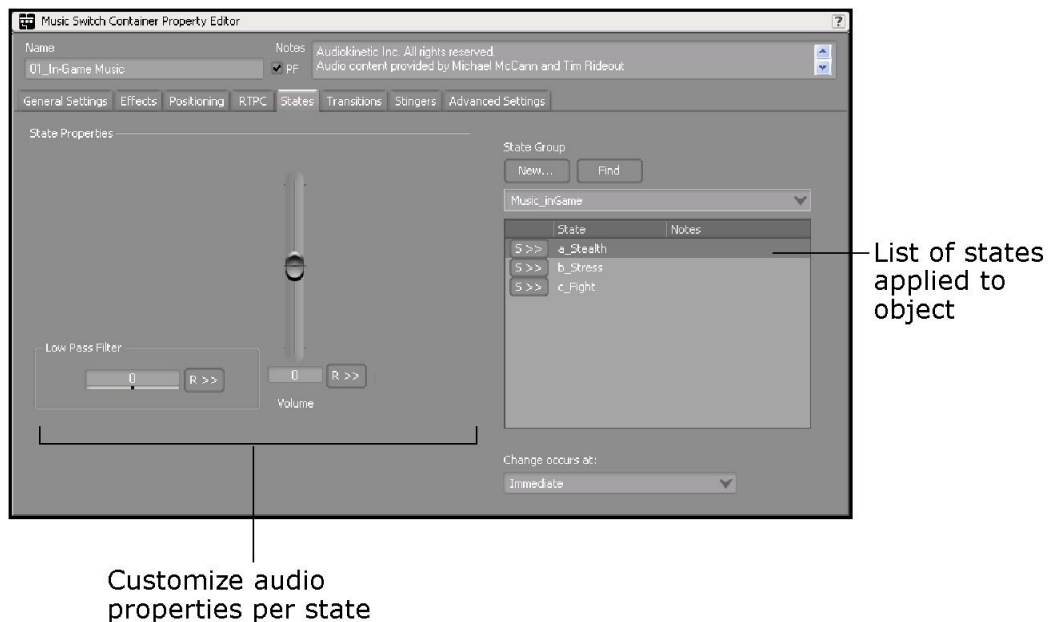 Music Switch Container Property Editor
?
Name
Notes
01_In-Game Music
PF
Audiokinetic Inc. All rights reserved.
Audio content provided by Michael McCann and Tim Rideout
General Settings Effects Positioning RTPC States Transitions Stingers Advanced Settings
State Properties
State Group
New... Find
Music_inGame
State Notes
S >> a_Stealth
S >> b_Stress
S >> c_Fight
List of states
applied to
object
Low Pass Filter
0 R >>
0 R >>
Volume
Change occurs at:
Immediate
Customize audio
properties per state